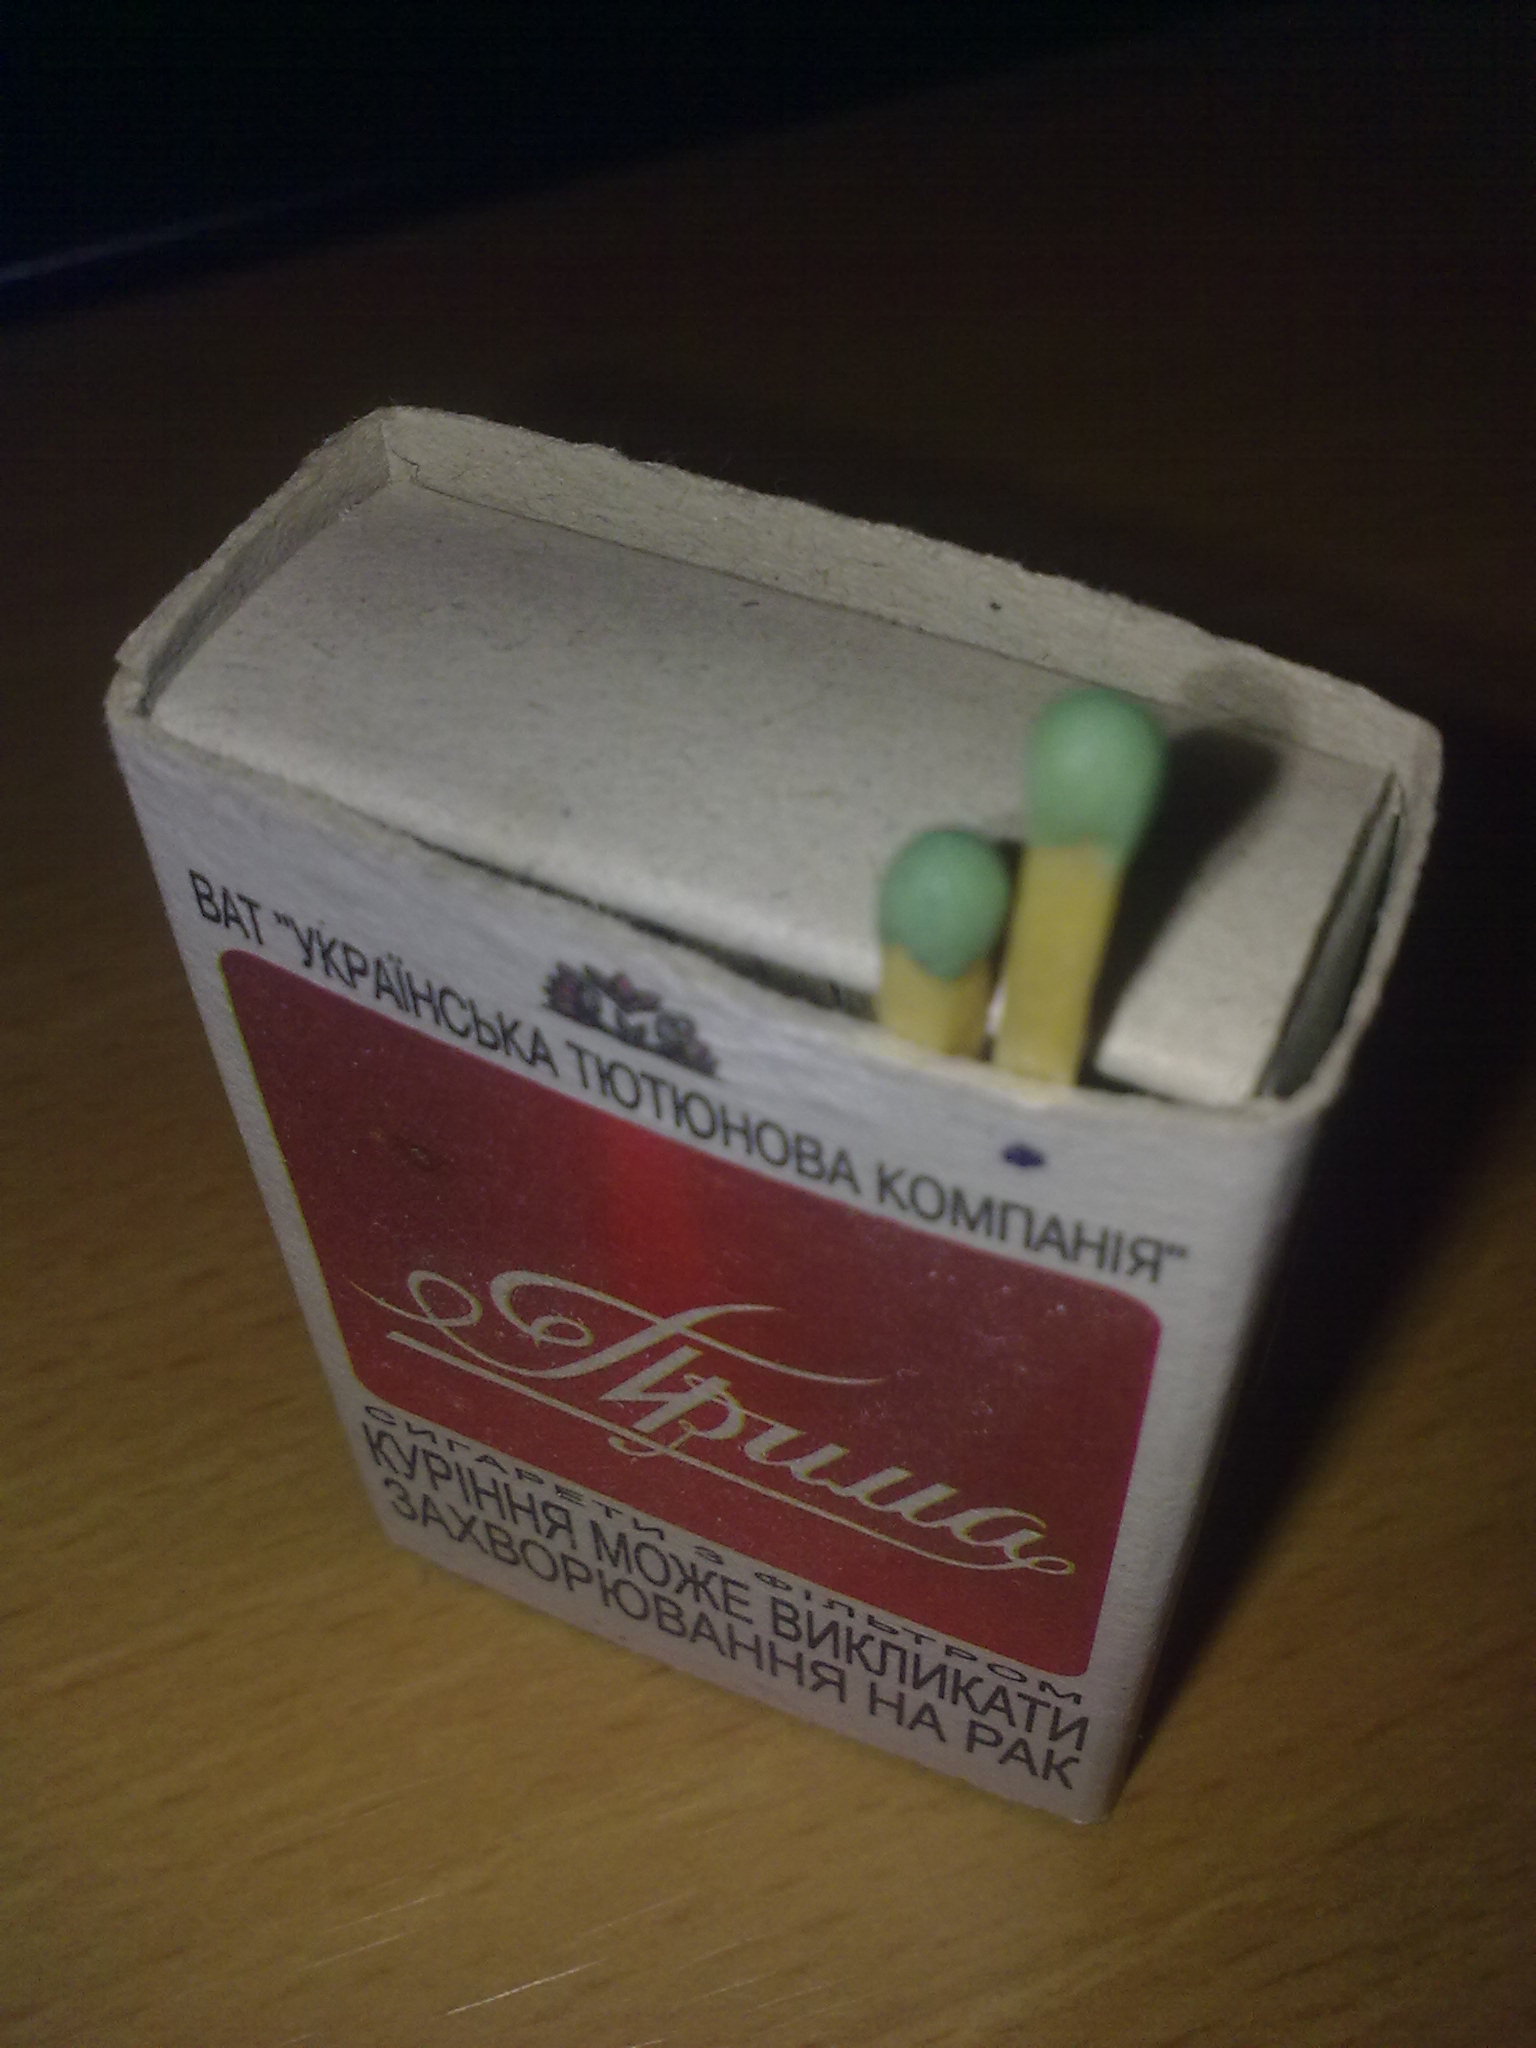 ВАТ "УКРАЇНСЬКА ТЮТЮНОВА КОМПАНІЯ"
Прима
СИГАРЕТИ З ФІЛЬТРОМ
КУРІННЯ МОЖЕ ВИКЛИКАТИ
ЗАХВОРЮВАННЯ НА РАК